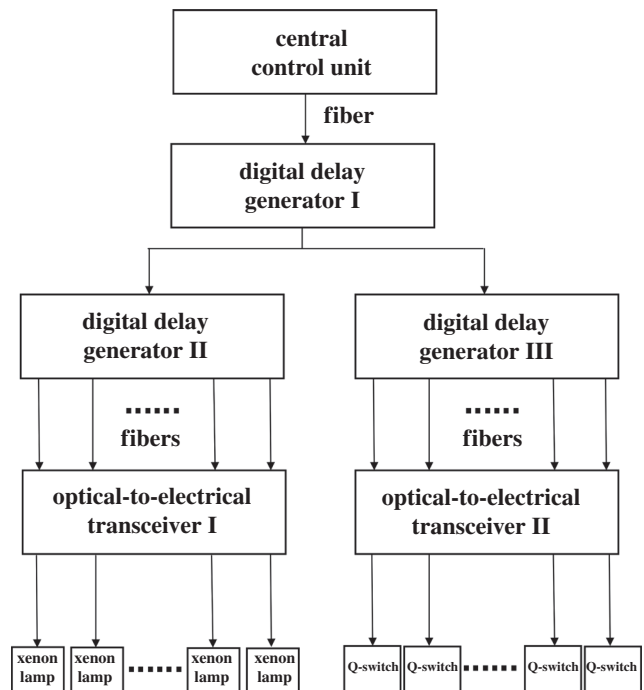 central
control unit
fiber
digital delay
generator I
digital delay
generator II
digital delay
generator III
......
fibers
......
fibers
optical-to-electrical
transceiver I
optical-to-electrical
transceiver II
xenon
lamp
xenon
lamp
......
xenon
lamp
xenon
lamp
Q-switch
Q-switch
......
Q-switch
Q-switch